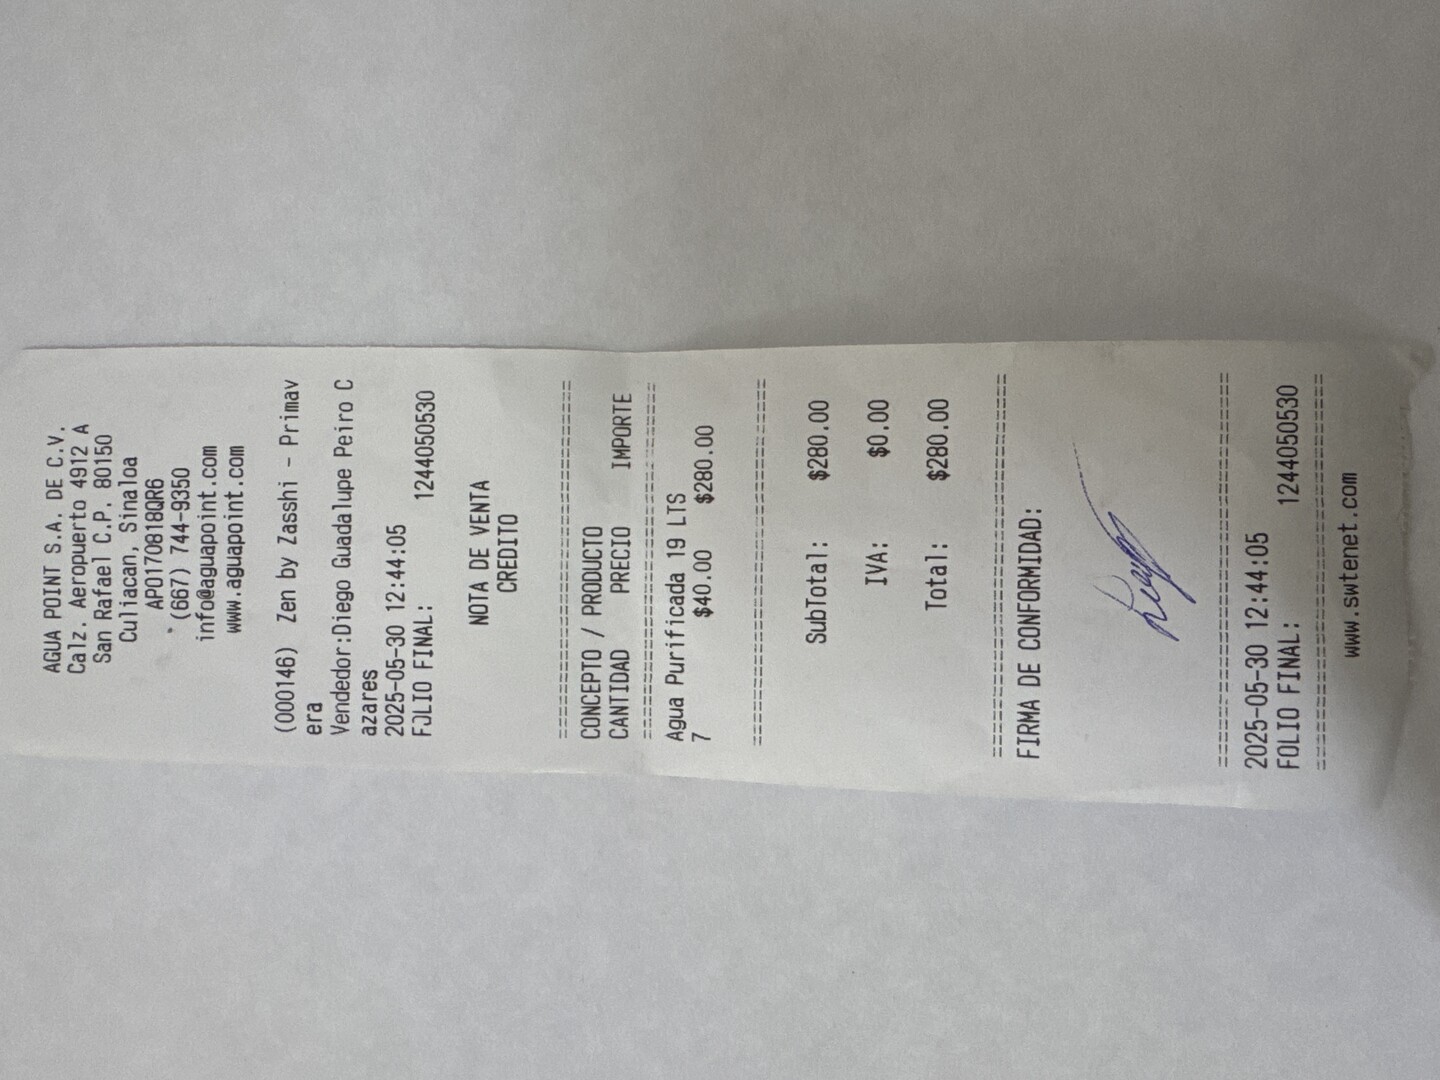 AGUA POINT S.A. DE C.V.
Calz. Aeropuerto 4912 A
San Rafael C.P. 80150
Culiacan, Sinaloa
APO170818QR6
(667) 744-9350
info@aguapoint.com
www.aguapoint.com
(000146) Zen by Zasshi - Primav
era
Vendedor:Diego Guadalupe Peiro C
azares
2025-05-30 12:44:05
FOLIO FINAL: 1244050530
NOTA DE VENTA
CREDITO
================================
CONCEPTO / PRODUCTO
CANTIDAD PRECIO IMPORTE
================================
Agua Purificada 19 LTS
7 $40.00 $280.00
================================
SubTotal: $280.00
IVA: $0.00
Total: $280.00
================================
FIRMA DE CONFORMIDAD:
================================
2025-05-30 12:44:05
FOLIO FINAL: 1244050530
================================
www.swtenet.com